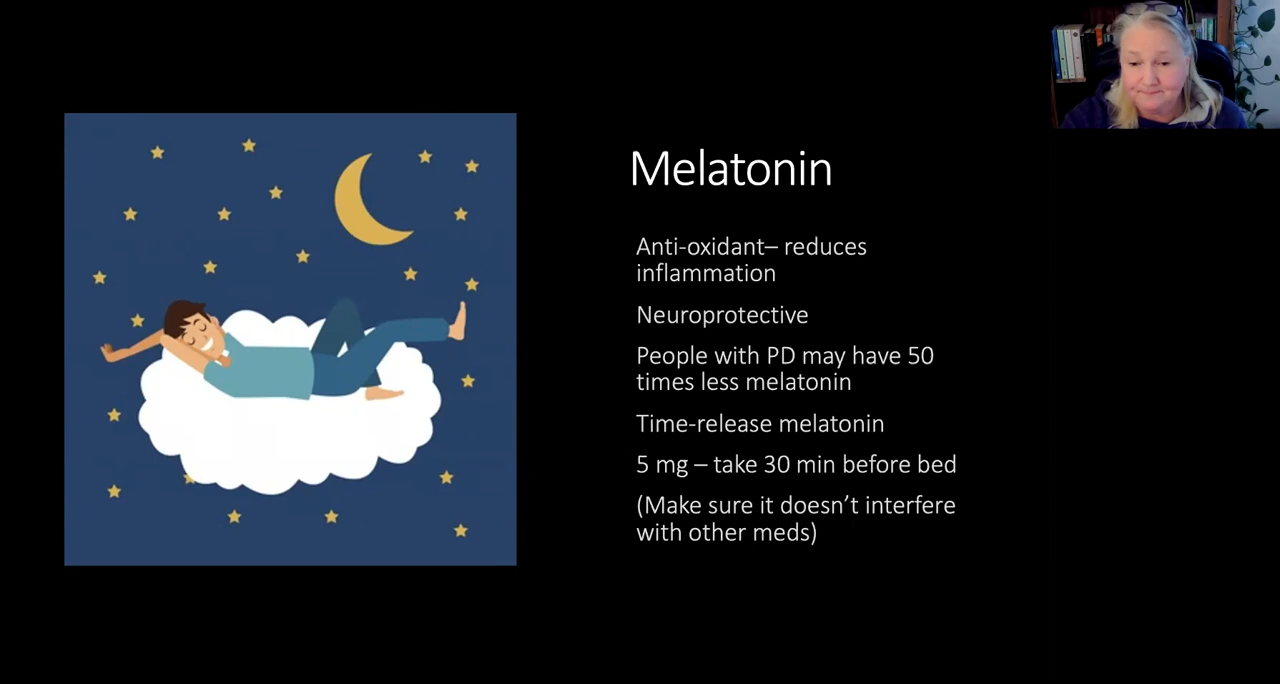 Melatonin
Anti-oxidant– reduces
inflammation
Neuroprotective
People with PD may have 50
times less melatonin
Time-release melatonin
5 mg – take 30 min before bed
(Make sure it doesn’t interfere
with other meds)